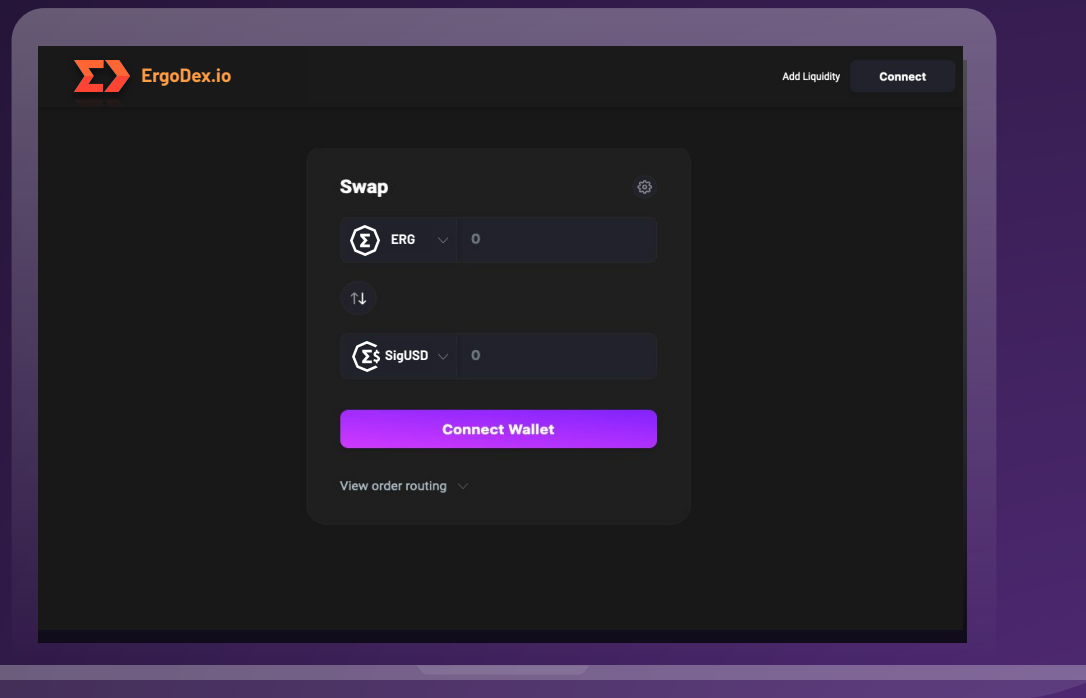 ErgoDex.io
Add Liquidity
Connect
Swap
ERG
0
SigUSD
0
Connect Wallet
View order routing